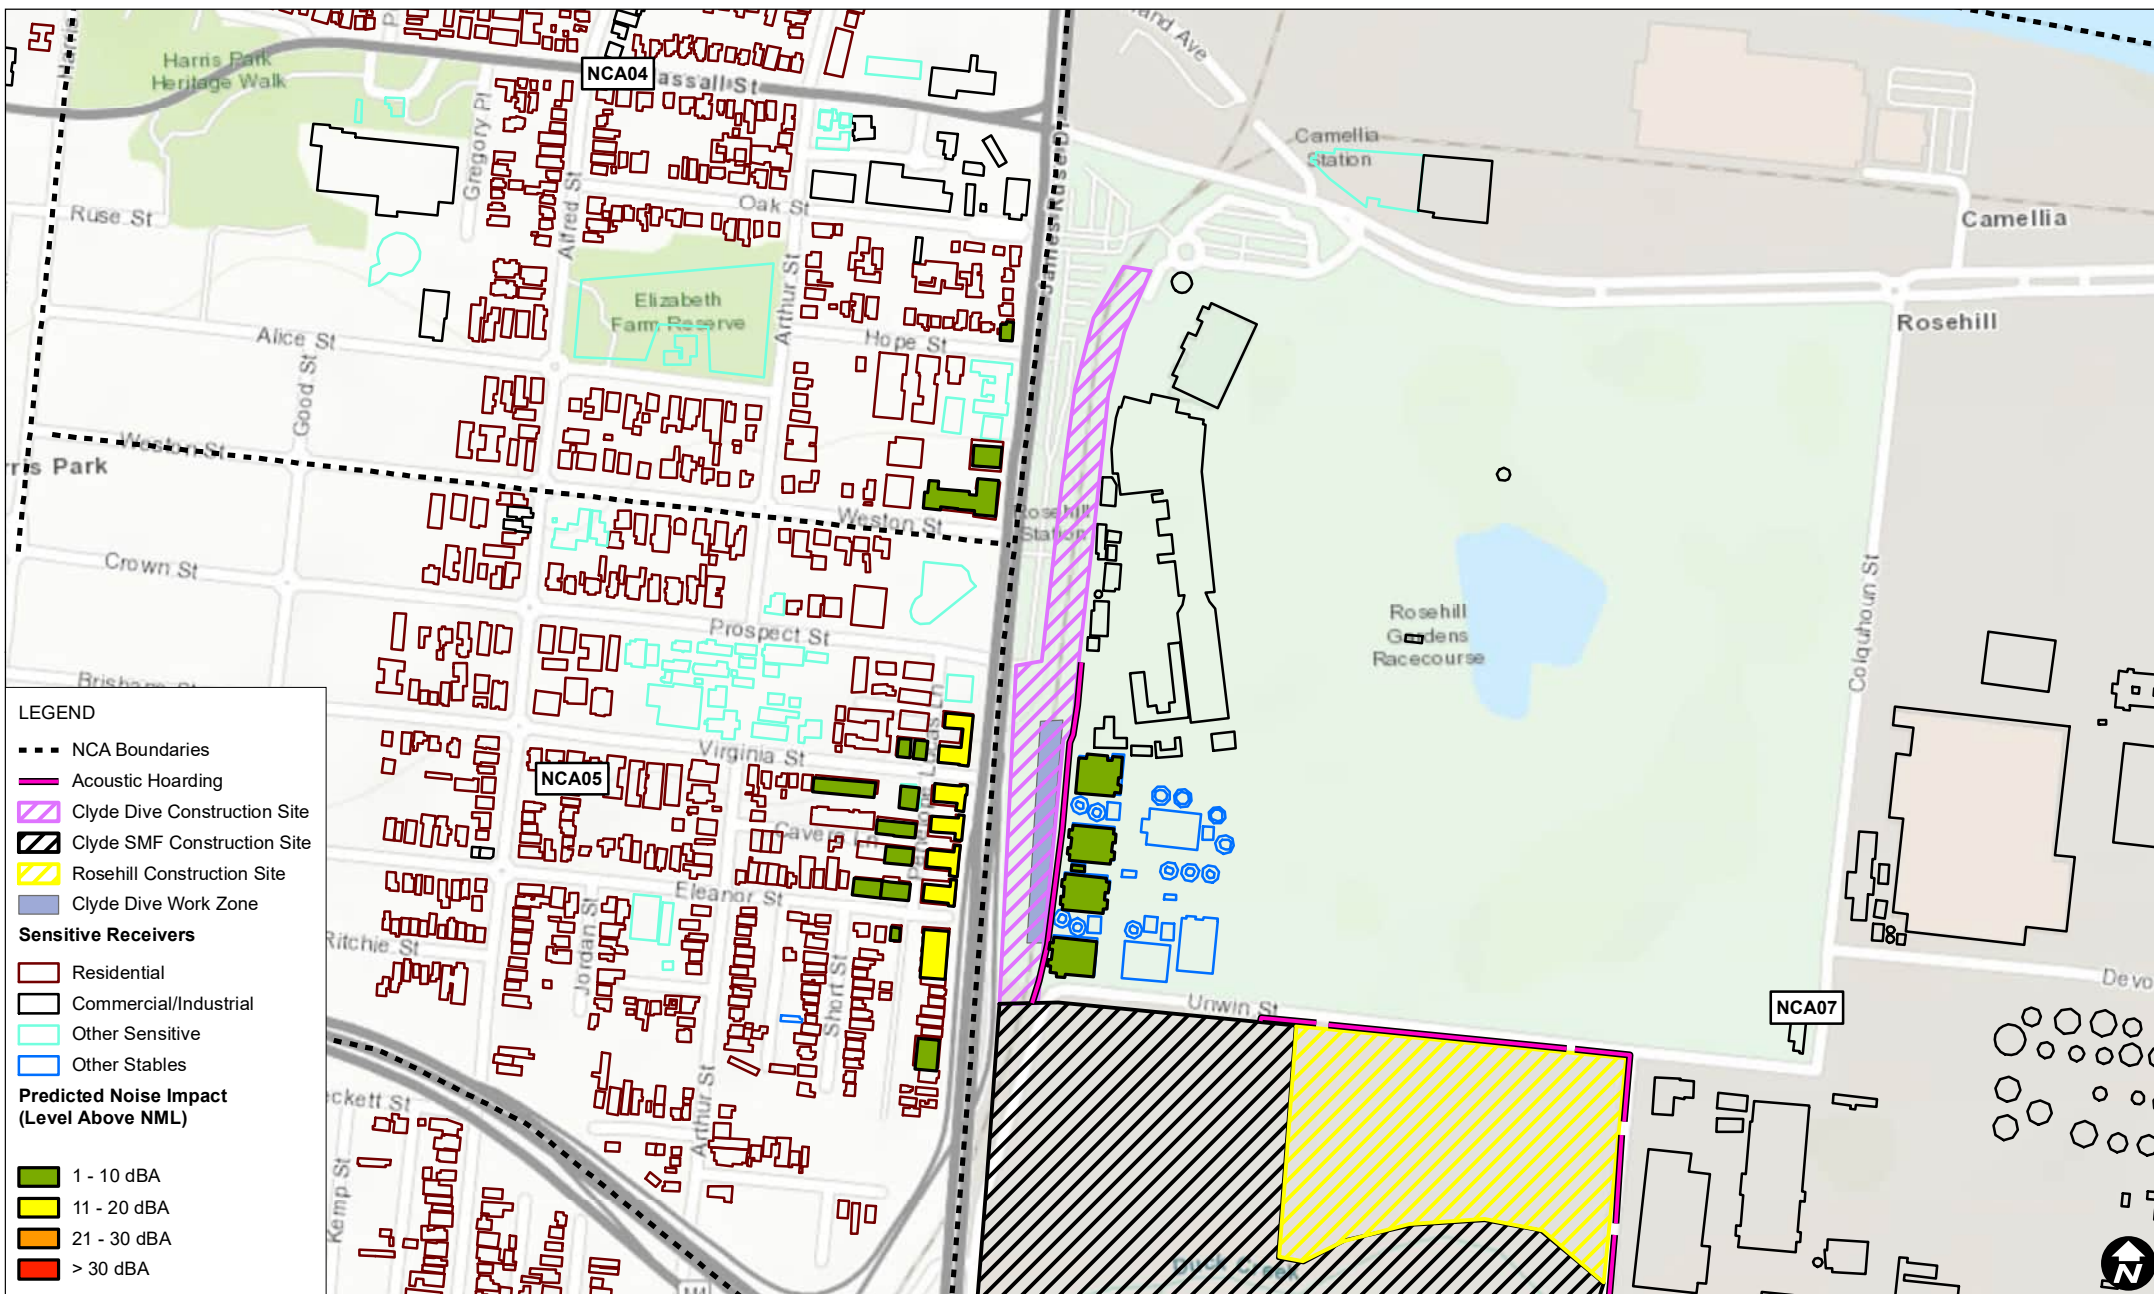 Harris Park
Heritage Walk
NCA04
Camellia
Station
Gregory Pl
Ruse St
Alfred St
Oak St
Camellia
Elizabeth
Farm Reserve
Arthur St
Hope St
Rosehill
Alice St
Good St
Weston St
Weston St
Station
Crown St
Prospect St
Rosehill
Gardens
Racecourse
Colquhoun St
Virginia St
NCA05
Eleanor St
Jordan St
Short St
Ritchie St
Unwin St
NCA07
Arthur St
Kemp St
Duck Creek
LEGEND
NCA Boundaries
Acoustic Hoarding
Clyde Dive Construction Site
Clyde SMF Construction Site
Rosehill Construction Site
Clyde Dive Work Zone
Sensitive Receivers
Residential
Commercial/Industrial
Other Sensitive
Other Stables
Predicted Noise Impact
(Level Above NML)
1 - 10 dBA
11 - 20 dBA
21 - 30 dBA
> 30 dBA
N